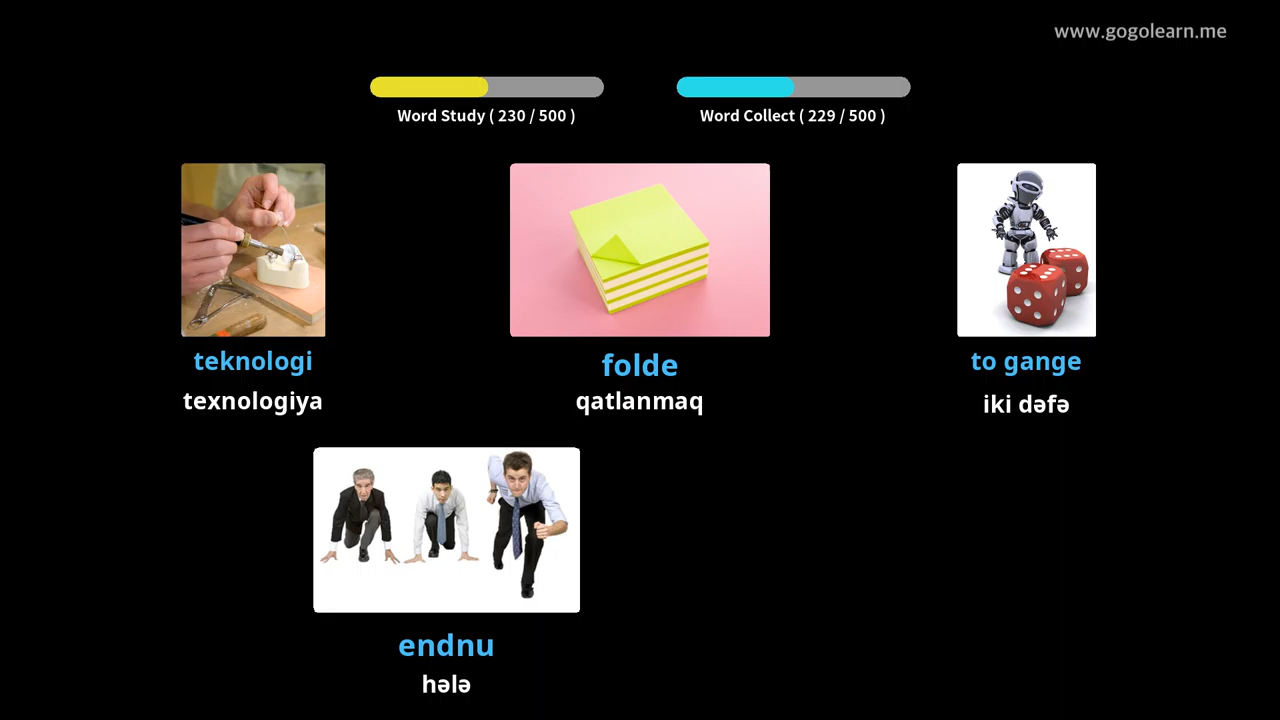 www.gogolearn.me
Word Study ( 230 / 500 )
Word Collect ( 229 / 500 )
teknologi
texnologiya
folde
qatlanmaq
to gange
iki dəfə
endnu
hələ